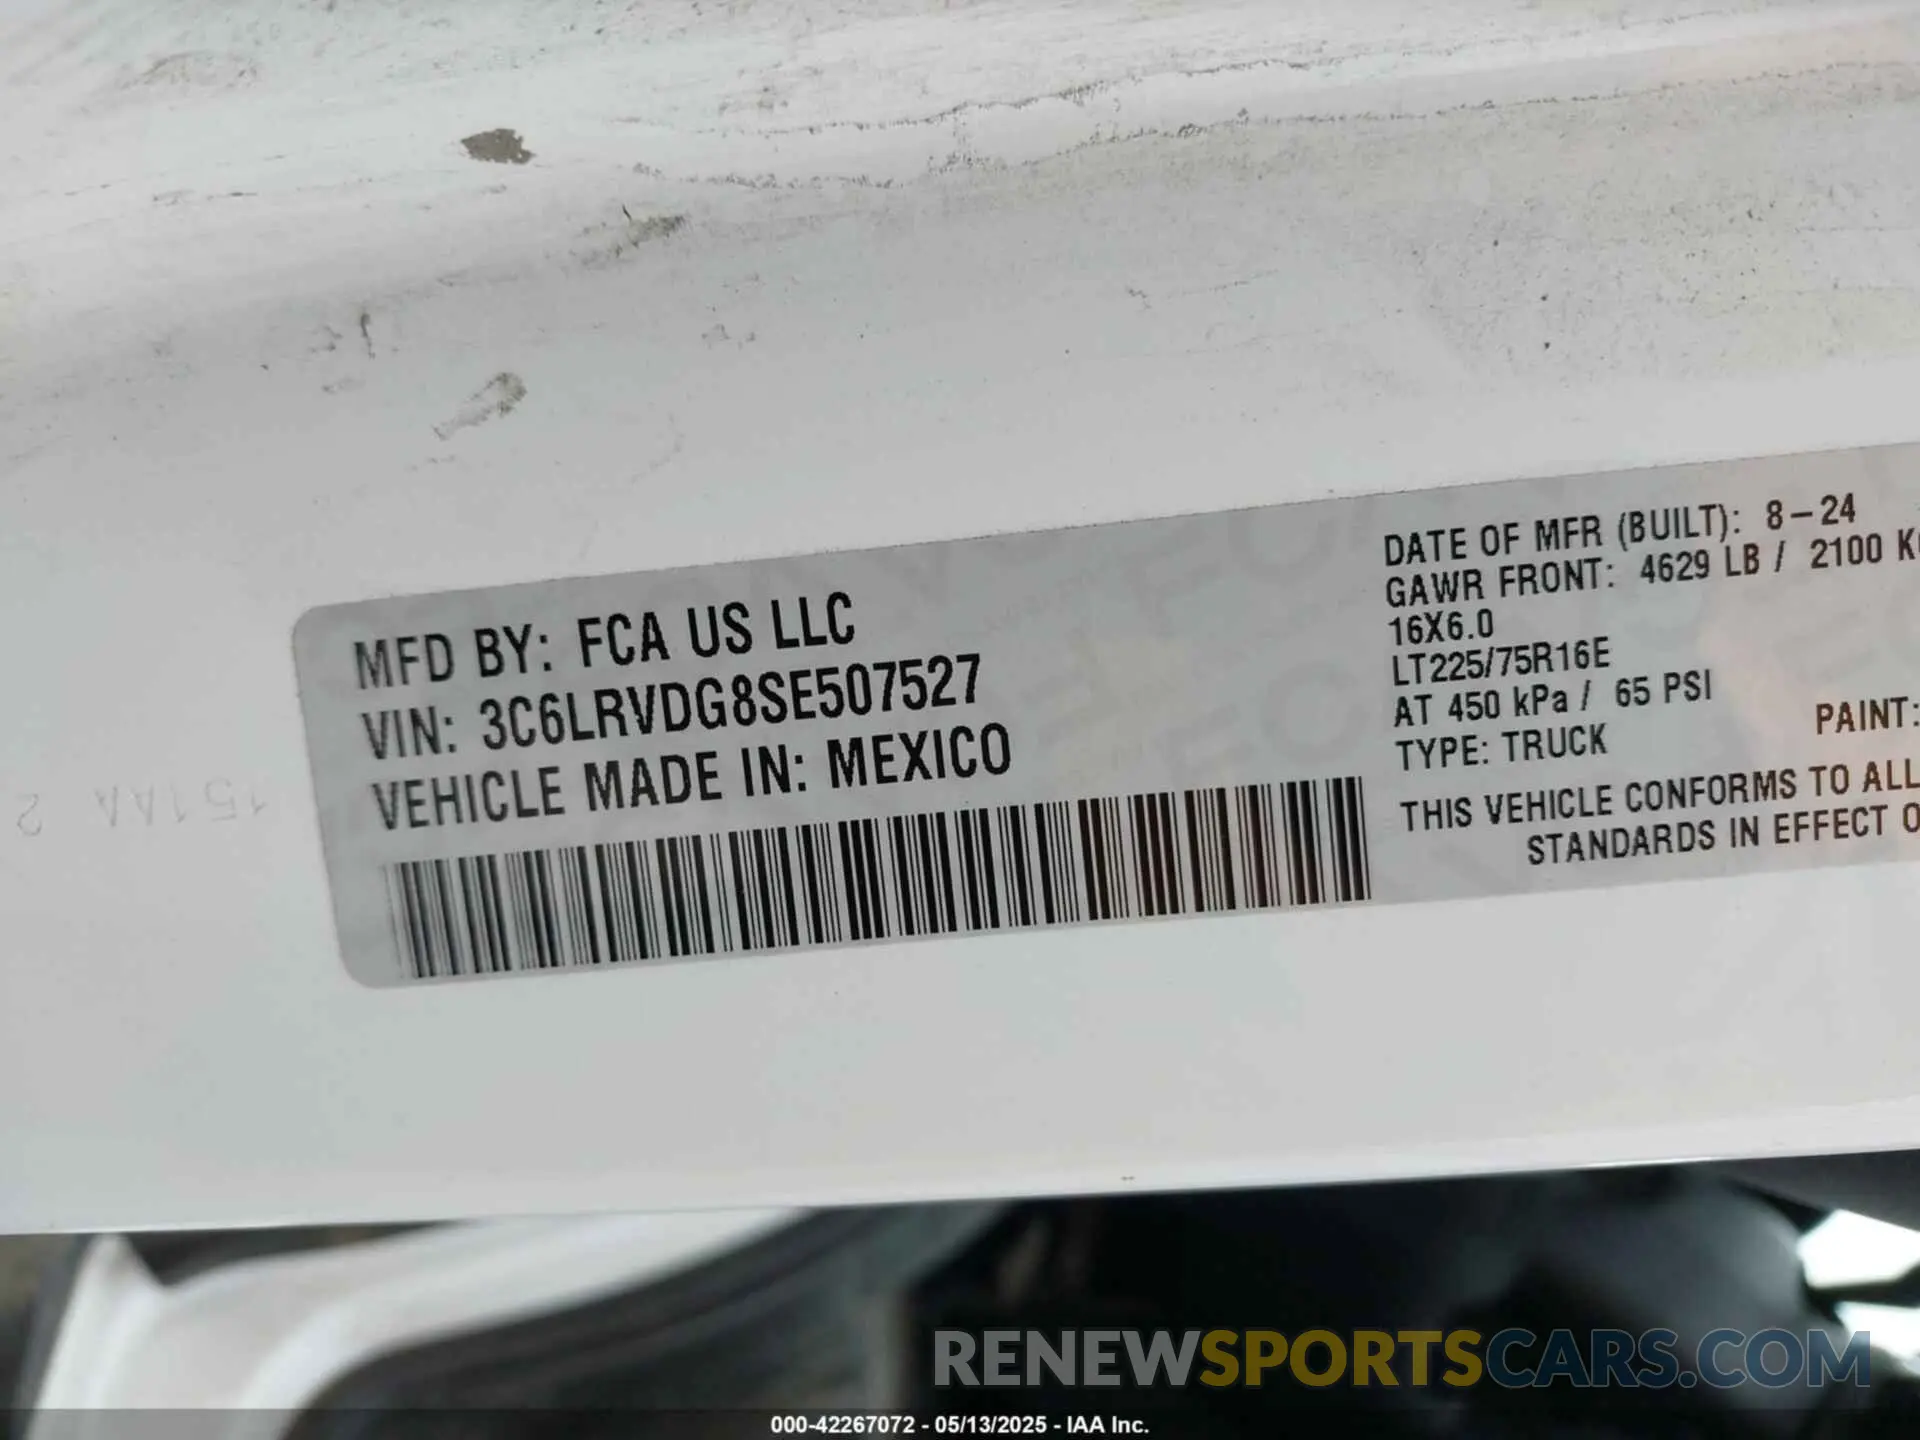 MFD BY: FCA US LLC
VIN: 3C6LRVDG8SE507527
VEHICLE MADE IN: MEXICO
DATE OF MFR (BUILT): 8-24
GAWR FRONT: 4629 LB / 2100 K
16X6.0
LT225/75R16E
AT 450 kPa / 65 PSI
TYPE: TRUCK
PAINT:
THIS VEHICLE CONFORMS TO ALL
STANDARDS IN EFFECT O
151AA 2
RENEWSPORTSCARS.COM
000-42267072 - 05/13/2025 - IAA Inc.